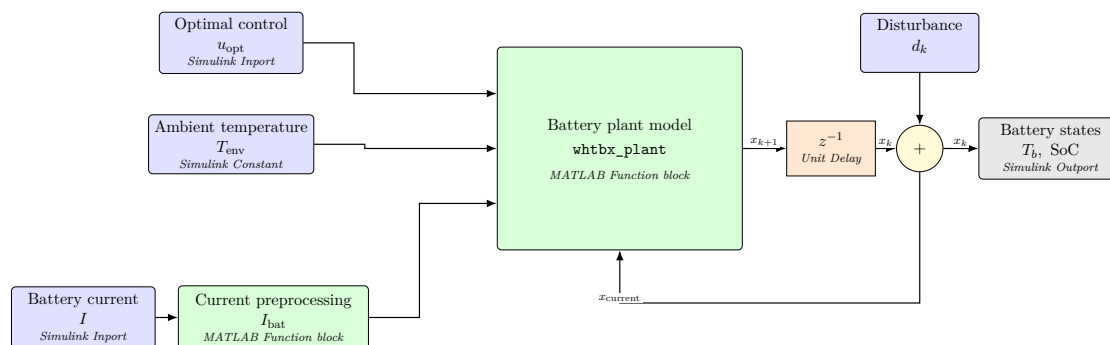 Optimal control
u_opt
Simulink Inport
Disturbance
d_k
Ambient temperature
T_env
Simulink Constant
Battery plant model
whtbx_plant
MATLAB Function block
x_{k+1}
z^{-1}
Unit Delay
x_k
+
x_k
Battery states
T_b, SoC
Simulink Outport
x_current
Battery current
I
Simulink Inport
Current preprocessing
I_bat
MATLAB Function block